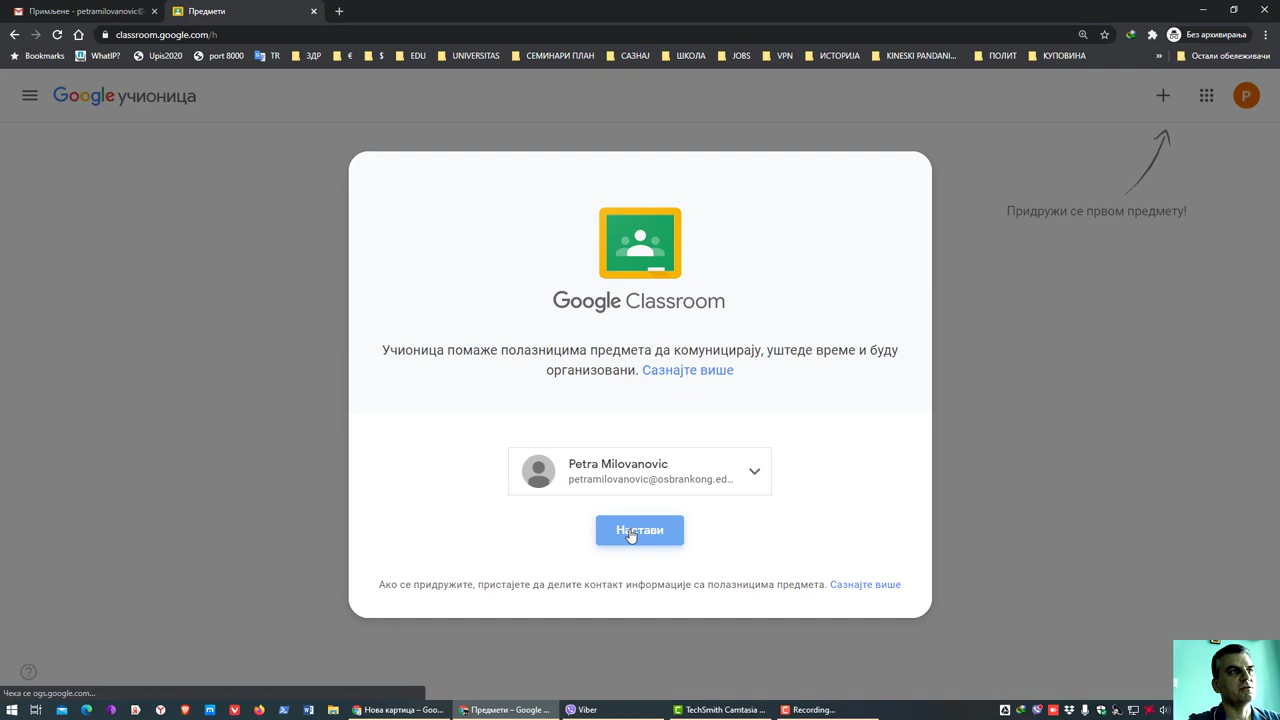 Примљене - petramilovanovic@
Предмети
classroom.google.com/h
Без архивирања
Bookmarks
WhatIP?
Upis2020
port 8000
TR
ЗДР
€
$
EDU
UNIVERSITAS
СЕМИНАРИ ПЛАН
САЗНАЈ
ШКОЛА
JOBS
VPN
ИСТОРИЈА
KINESKI PANDANI...
ПОЛИТ
КУПОВИНА
»
Остали обележивачи
Google учионица
P
Придружи се првом предмету!
Google Classroom
Учионица помаже полазницима предмета да комуницирају, уштеде време и буду
организовани. Сазнајте више
Petra Milovanovic
petramilovanovic@osbrankong.ed...
Настави
Ако се придружите, пристајете да делите контакт информације са полазницима предмета. Сазнајте више
Чека се ogs.google.com...
Нова картица – Goo...
Предмети – Google ...
Viber
TechSmith Camtasia ...
Recording...